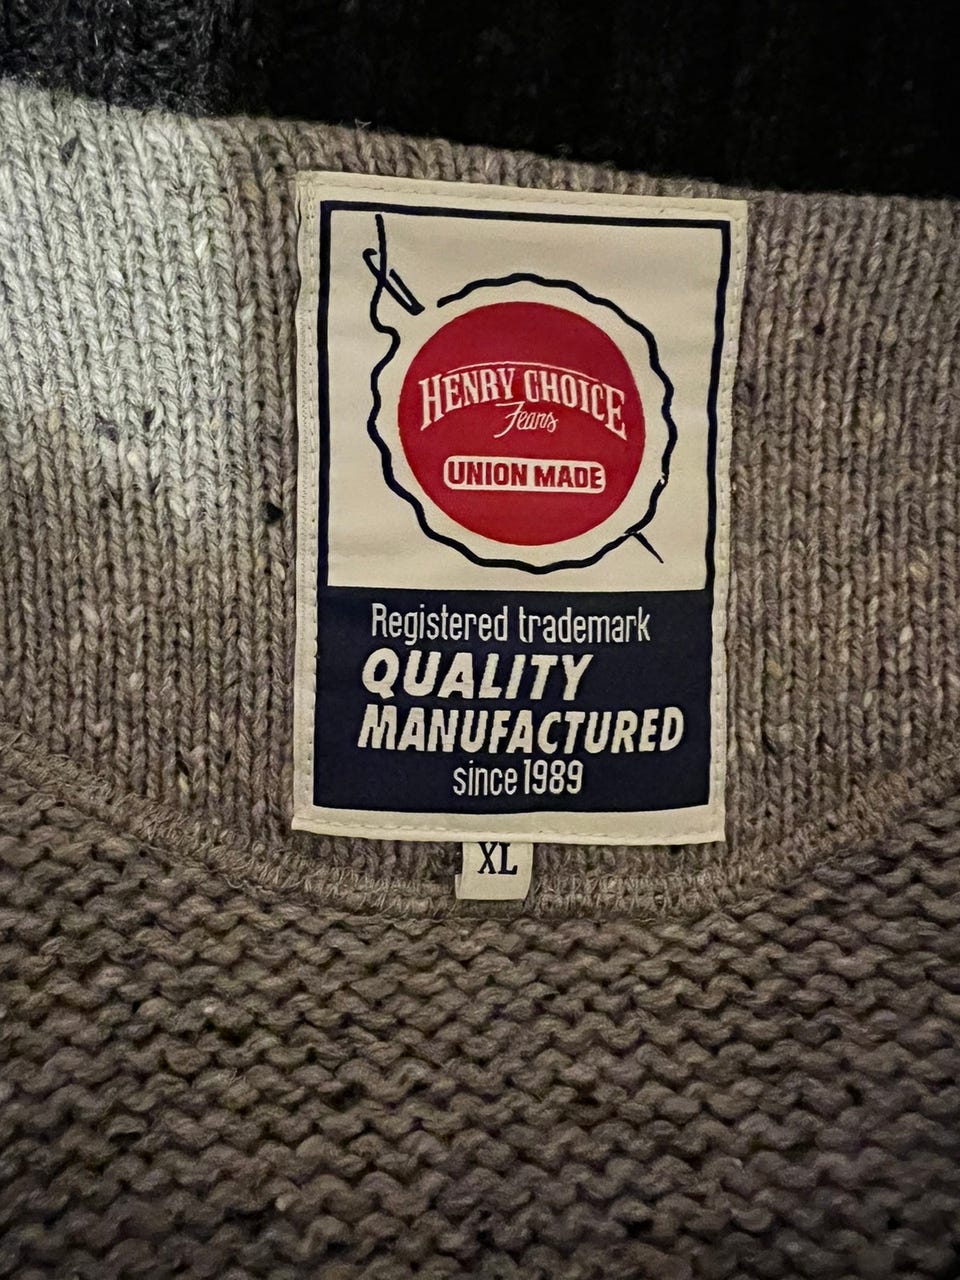 HENRY CHOICE
Jeans
UNION MADE
Registered trademark
QUALITY
MANUFACTURED
since 1989
XL